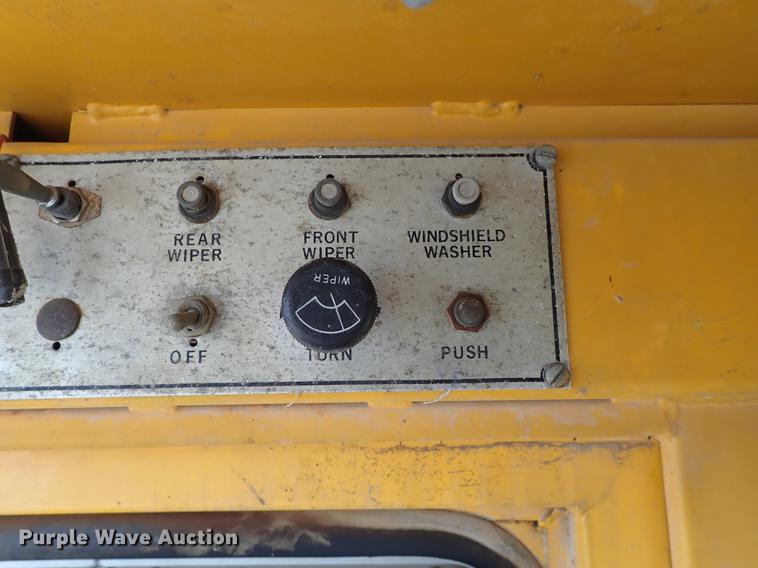 REAR WIPER
FRONT WIPER
WINDSHIELD WASHER
WIPER
OFF
TURN
PUSH
Purple Wave Auction